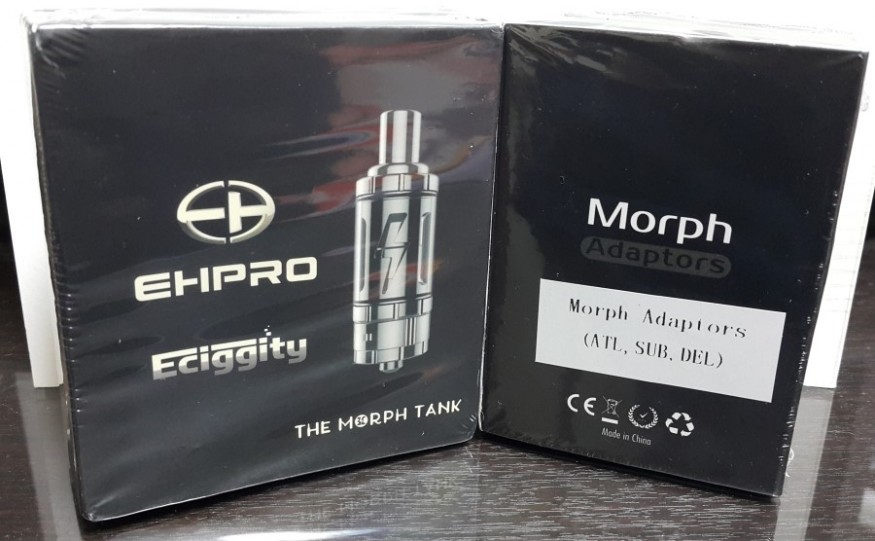 EHPRO
Eciggity
THE MORPH TANK
Morph
Adaptors
Morph Adaptors
(ATL, SUB, DEL)
CE
Made in China